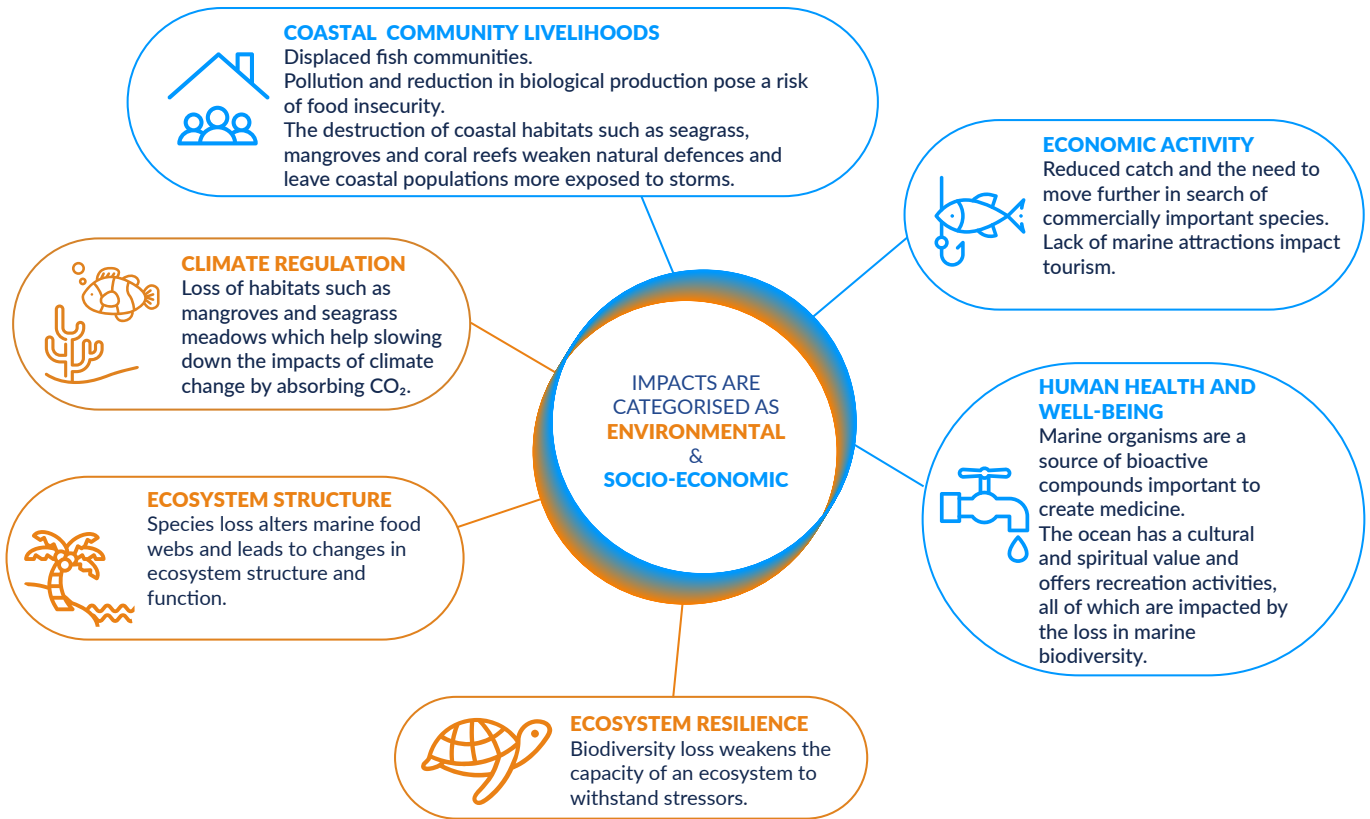 COASTAL COMMUNITY LIVELIHOODS
Displaced fish communities.
Pollution and reduction in biological production pose a risk
of food insecurity.
The destruction of coastal habitats such as seagrass,
mangroves and coral reefs weaken natural defences and
leave coastal populations more exposed to storms.
ECONOMIC ACTIVITY
Reduced catch and the need to
move further in search of
commercially important species.
Lack of marine attractions impact
tourism.
CLIMATE REGULATION
Loss of habitats such as
mangroves and seagrass
meadows which help slowing
down the impacts of climate
change by absorbing CO₂.
IMPACTS ARE
CATEGORISED AS
ENVIRONMENTAL
&
SOCIO-ECONOMIC
HUMAN HEALTH AND
WELL-BEING
Marine organisms are a
source of bioactive
compounds important to
create medicine.
The ocean has a cultural
and spiritual value and
offers recreation activities,
all of which are impacted by
the loss in marine
biodiversity.
ECOSYSTEM STRUCTURE
Species loss alters marine food
webs and leads to changes in
ecosystem structure and
function.
ECOSYSTEM RESILIENCE
Biodiversity loss weakens the
capacity of an ecosystem to
withstand stressors.